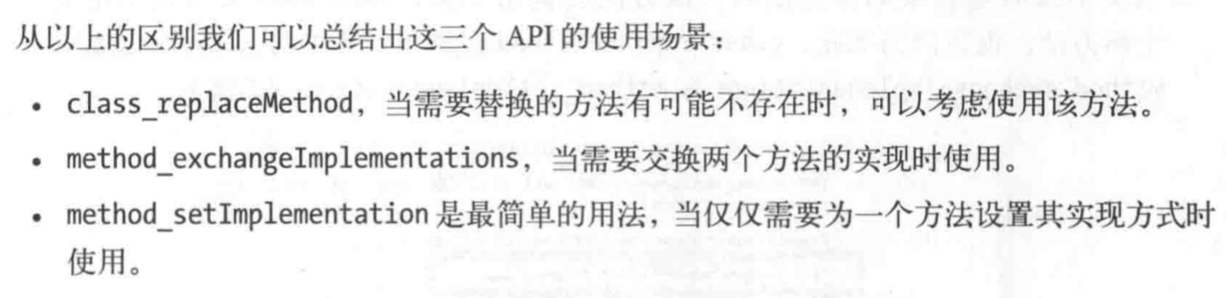 从以上的区别我们可以总结出这三个 API 的使用场景：
• class_replaceMethod，当需要替换的方法有可能不存在时，可以考虑使用该方法。
• method_exchangeImplementations，当需要交换两个方法的实现时使用。
• method_setImplementation 是最简单的用法，当仅仅需要为一个方法设置其实现方式时
使用。